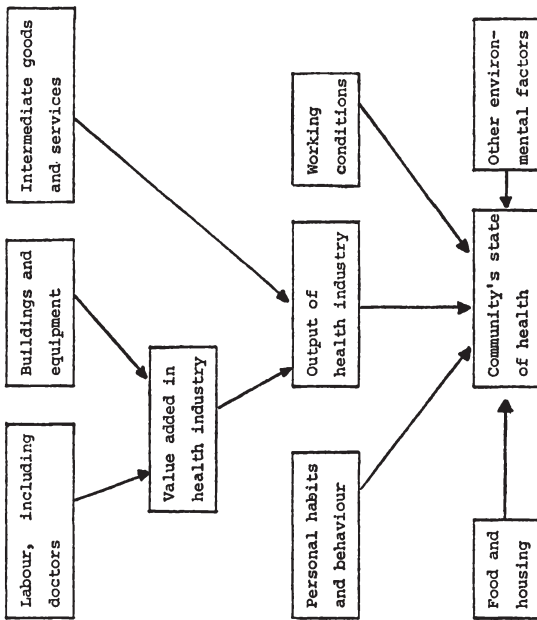 Labour, including
doctors
Buildings and
equipment
Intermediate goods
and services
Value added in
health industry
Personal habits
and behaviour
Output of
health industry
Working
conditions
Food and
housing
Community's state
of health
Other environ-
mental factors